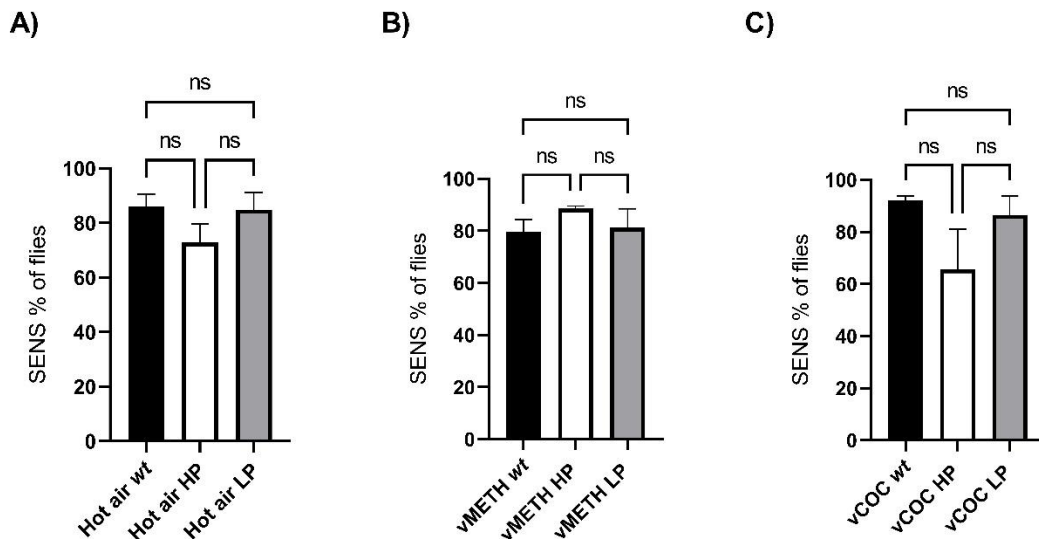 A)
ns
ns
ns
SENS % of flies
100
80
60
40
20
0
Hot air wt
Hot air HP
Hot air LP
B)
ns
ns
ns
SENS % of flies
100
80
60
40
20
0
vMETH wt
vMETH HP
vMETH LP
C)
ns
ns
ns
SENS % of flies
100
80
60
40
20
0
vCOC wt
vCOC HP
vCOC LP